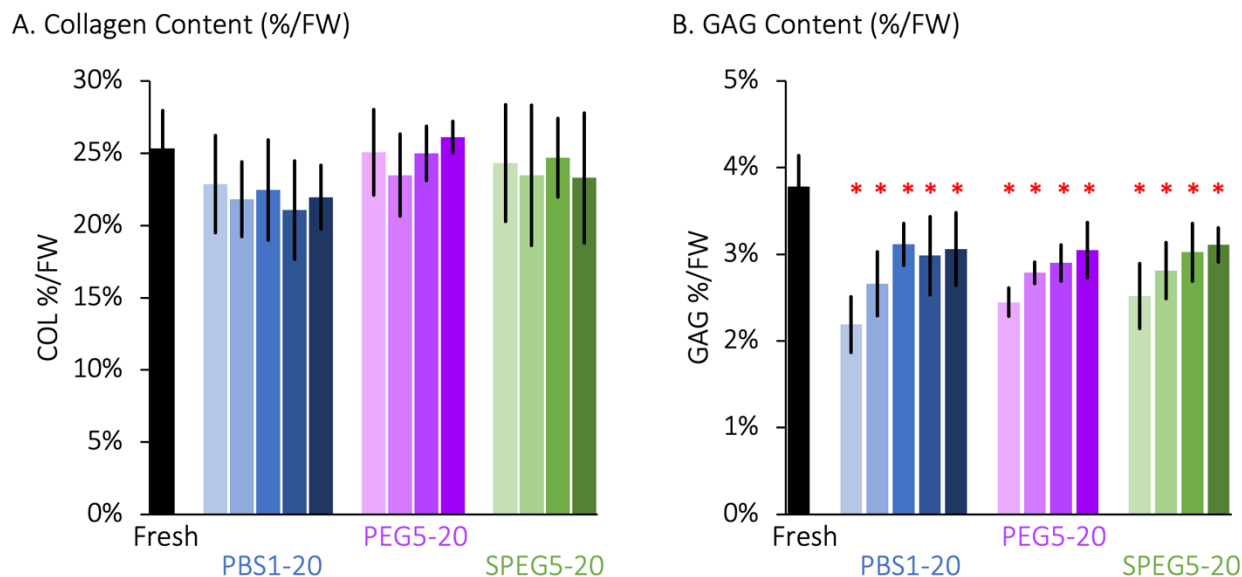 A. Collagen Content (%/FW)
30%
25%
20%
15%
10%
5%
0%
COL %/FW
Fresh
PBS1-20
PEG5-20
SPEG5-20
B. GAG Content (%/FW)
5%
4%
3%
2%
1%
0%
GAG %/FW
* * * * *
* * * *
* * * *
Fresh
PBS1-20
PEG5-20
SPEG5-20